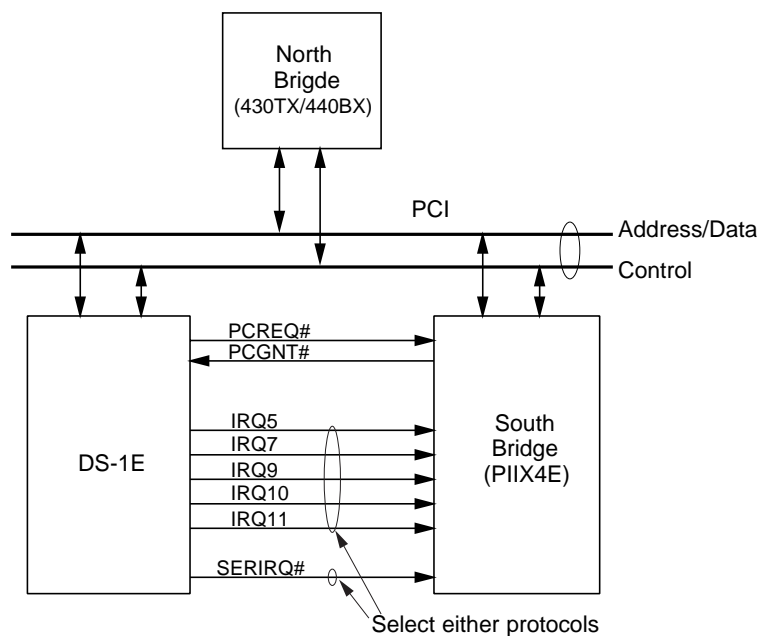 North
Brigde
(430TX/440BX)
PCI
Address/Data
Control
PCREQ#
PCGNT#
IRQ5
IRQ7
IRQ9
IRQ10
IRQ11
SERIRQ#
DS-1E
South
Bridge
(PIIX4E)
Select either protocols